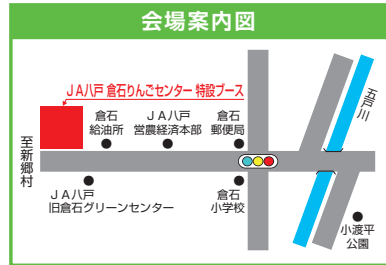 会場案内図
JA八戸 倉石りんごセンター 特設ブース
倉石
給油所
JA八戸
営農経済本部
倉石
郵便局
五戸川
至新郷村
JA八戸
旧倉石グリーンセンター
倉石
小学校
小渡平
公園